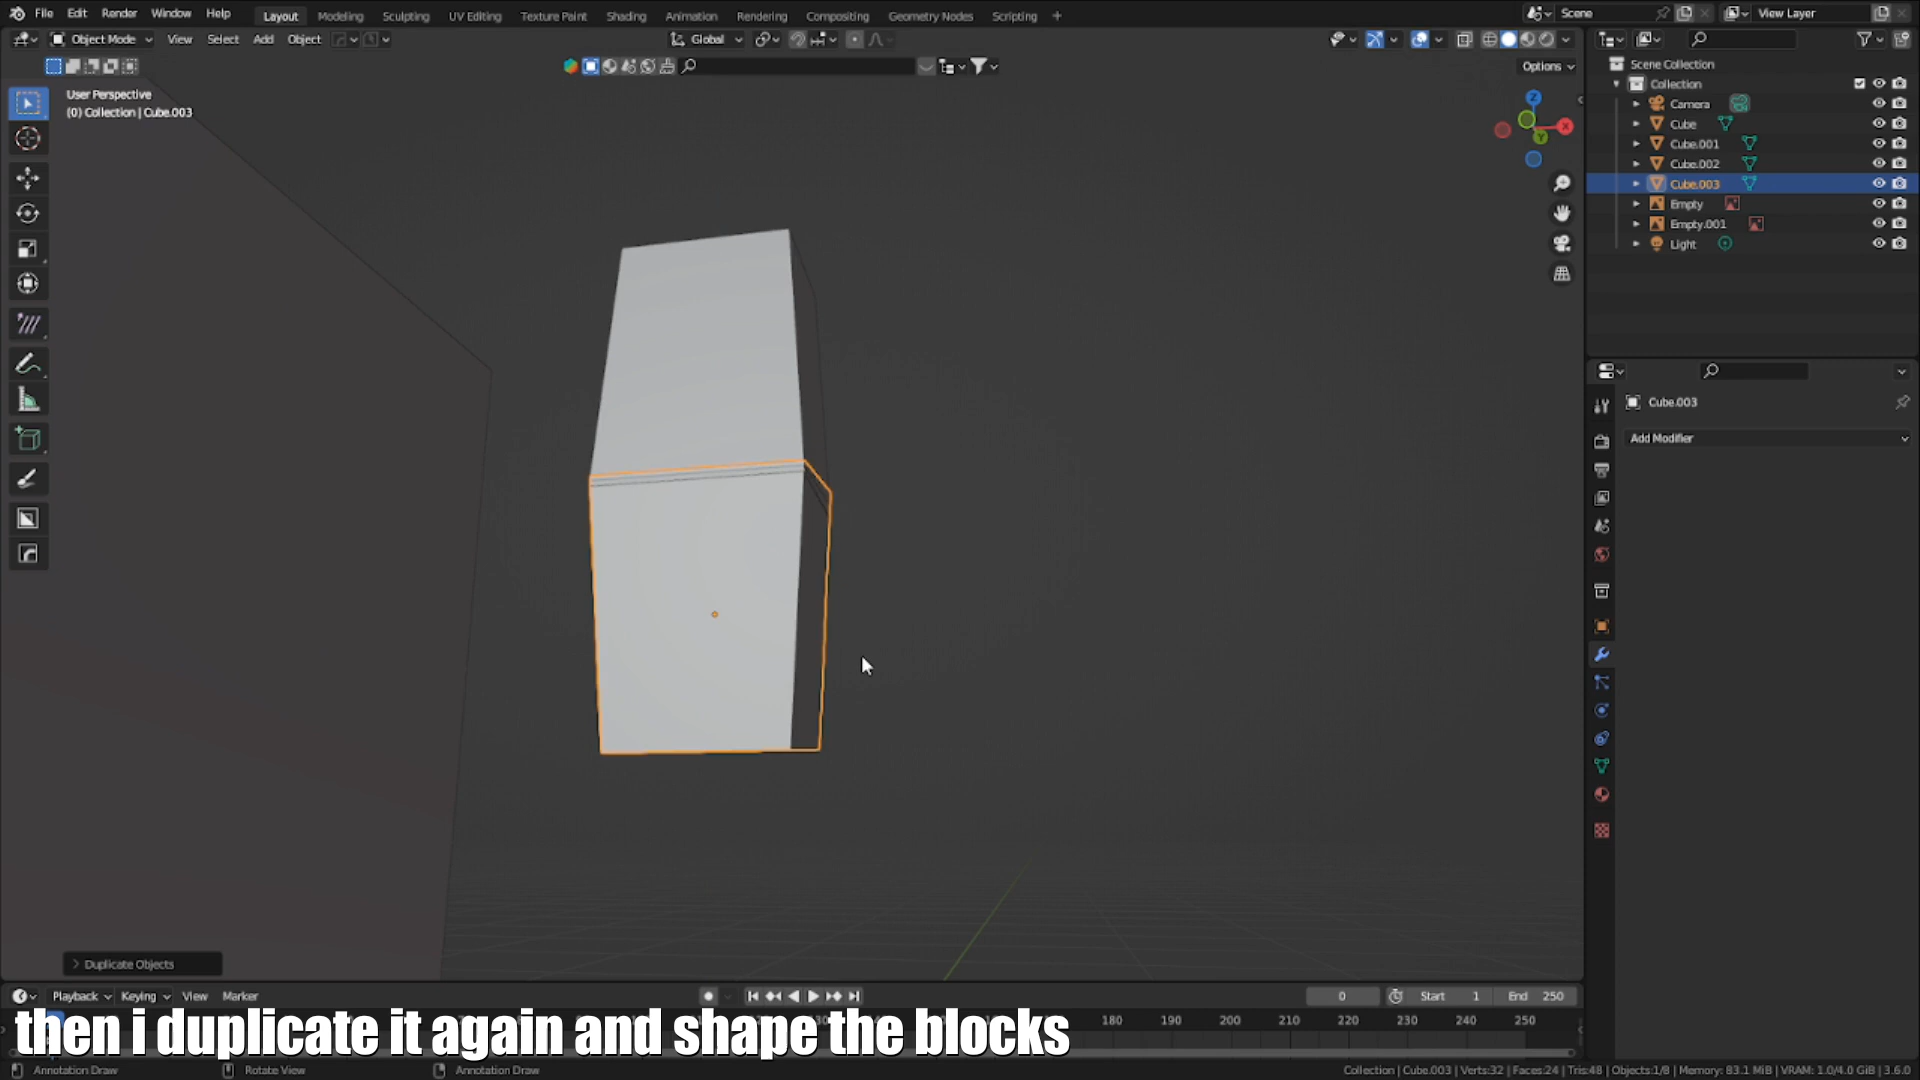 File Edit Render Window Help Layout Modeling Sculpting UV Editing Texture Paint Shading Animation Rendering Compositing Geometry Nodes Scripting + Scene View Layer
Object Mode View Select Add Object Global
Options
User Perspective
(0) Collection | Cube.003
Z
X
Y
Scene Collection
Collection
Camera
Cube
Cube.001
Cube.002
Cube.003
Empty
Empty.001
Light
Cube.003
Add Modifier
Duplicate Objects
Playback Keying View Marker 0 Start 1 End 250
180 190 200 210 220 230 240 250
then i duplicate it again and shape the blocks
Annotation Draw Rotate View Annotation Draw Collection | Cube.003 | Verts:32 | Faces:24 | Tris:48 | Objects:1/8 | Memory: 83.1 MiB | VRAM: 1.0/4.0 GiB | 3.6.0